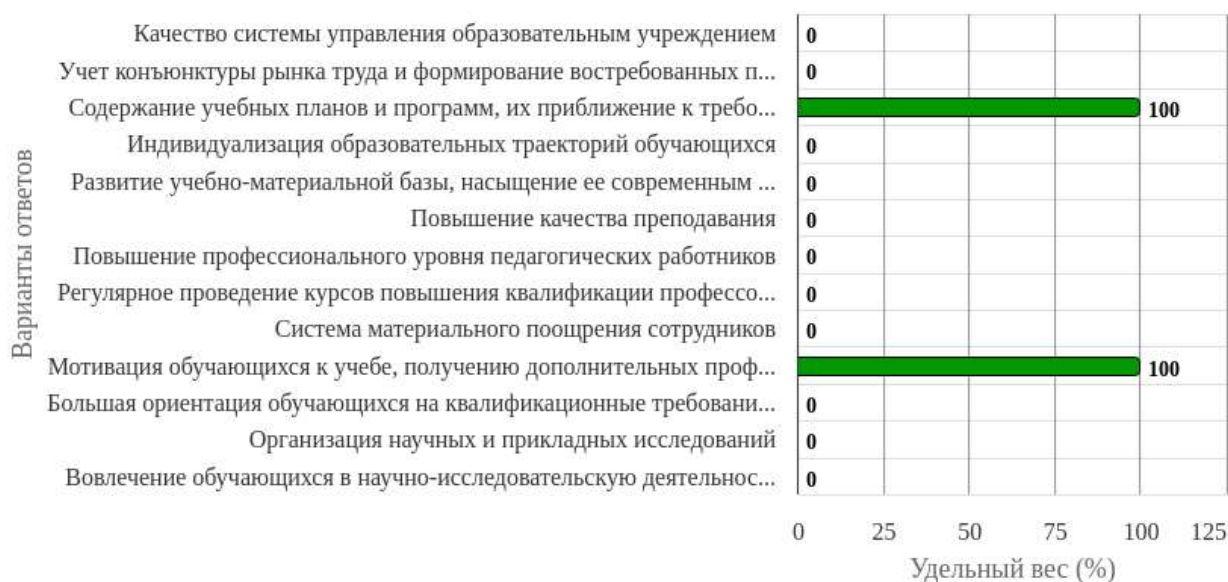 Качество системы управления образовательным учреждением 0
Учет конъюнктуры рынка труда и формирование востребованных п... 0
Содержание учебных планов и программ, их приближение к требо... 100
Индивидуализация образовательных траекторий обучающихся 0
Развитие учебно-материальной базы, насыщение ее современным ... 0
Повышение качества преподавания 0
Повышение профессионального уровня педагогических работников 0
Регулярное проведение курсов повышения квалификации профессо... 0
Система материального поощрения сотрудников 0
Мотивация обучающихся к учебе, получению дополнительных проф... 100
Большая ориентация обучающихся на квалификационные требовани... 0
Организация научных и прикладных исследований 0
Вовлечение обучающихся в научно-исследовательскую деятельнос... 0
Варианты ответов
0 25 50 75 100 125
Удельный вес (%)